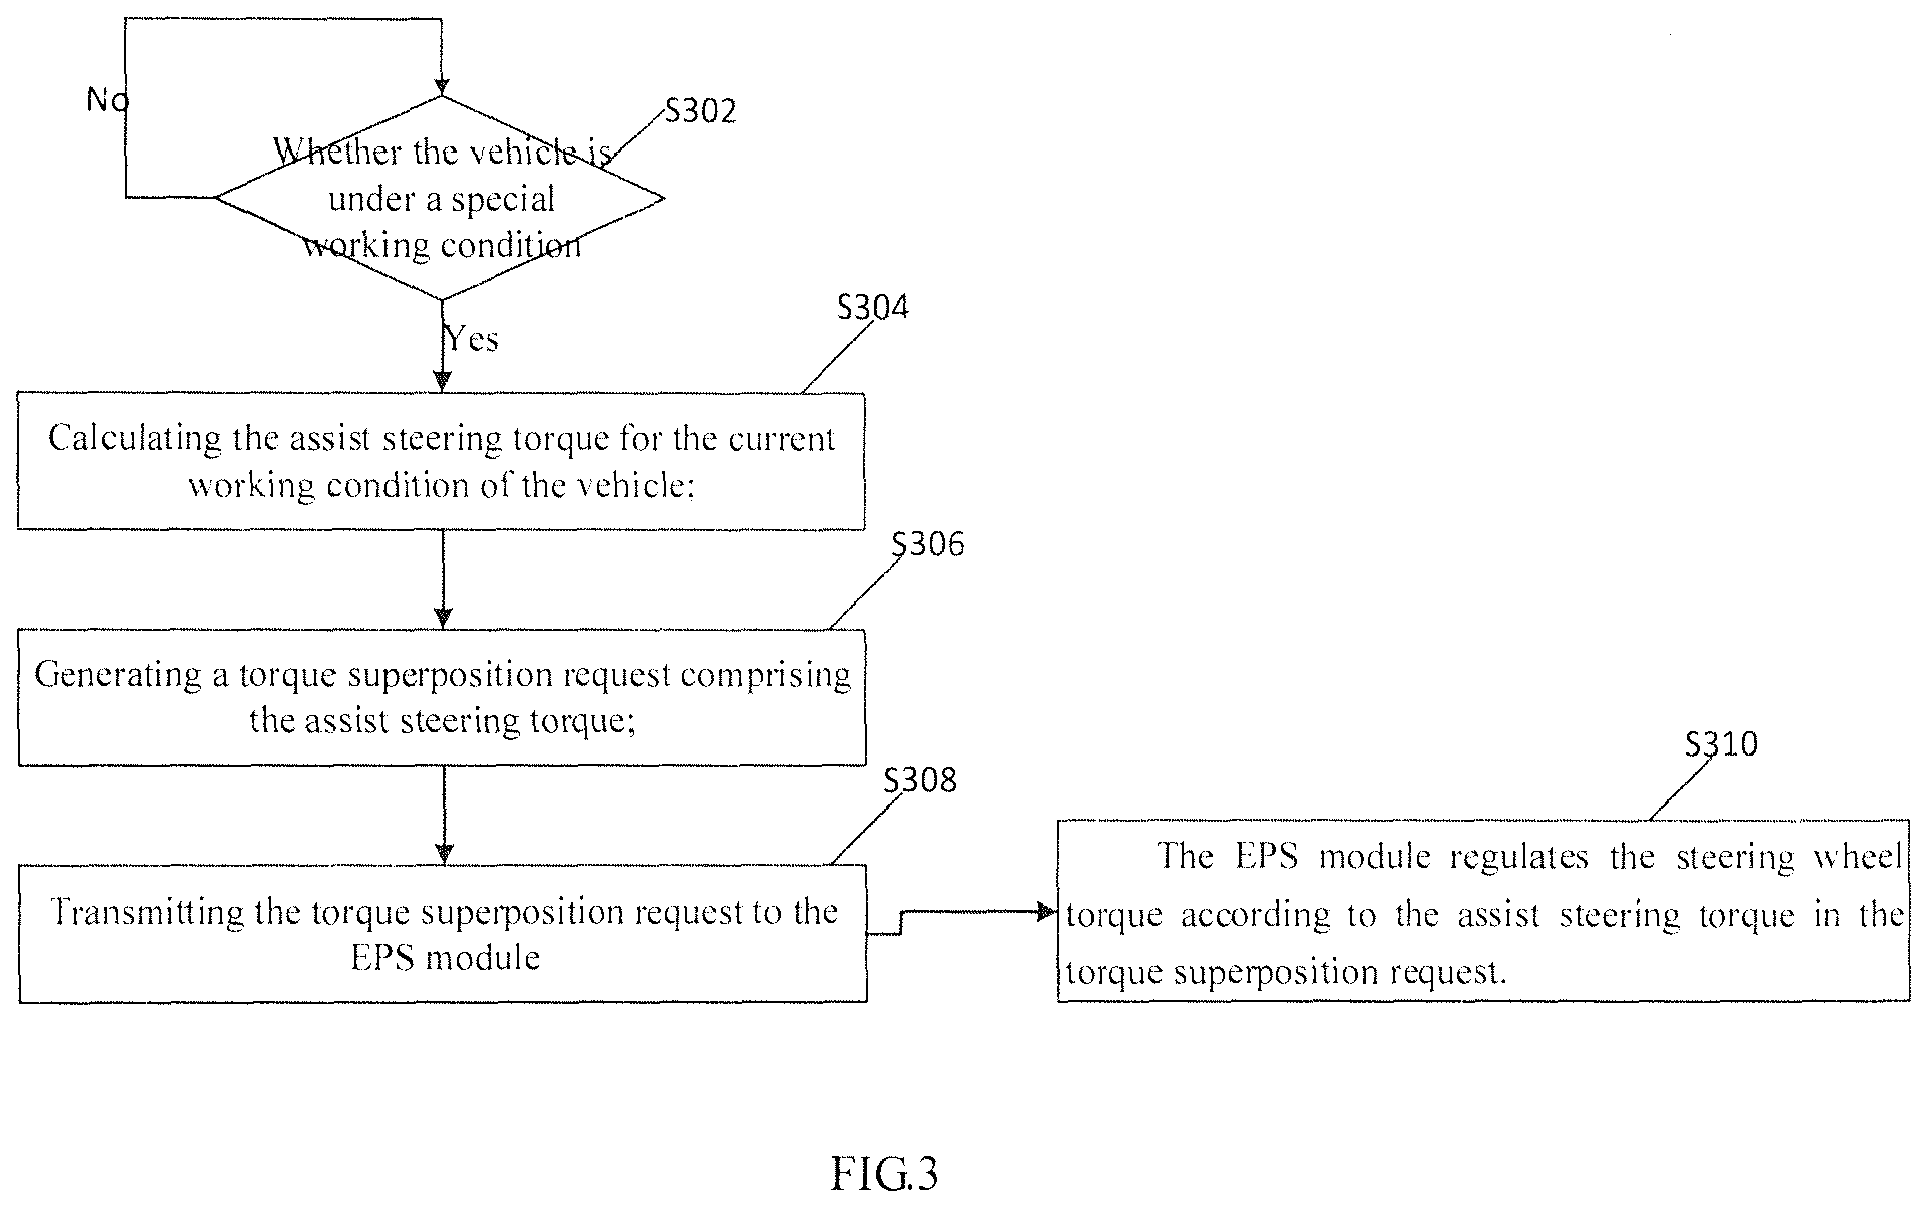 No
S302
Whether the vehicle is
under a special
working condition
Yes
S304
Calculating the assist steering torque for the current
working condition of the vehicle;
S306
Generating a torque superposition request comprising
the assist steering torque;
S308
Transmitting the torque superposition request to the
EPS module
S310
The EPS module regulates the steering wheel
torque according to the assist steering torque in the
torque superposition request.
FIG.3